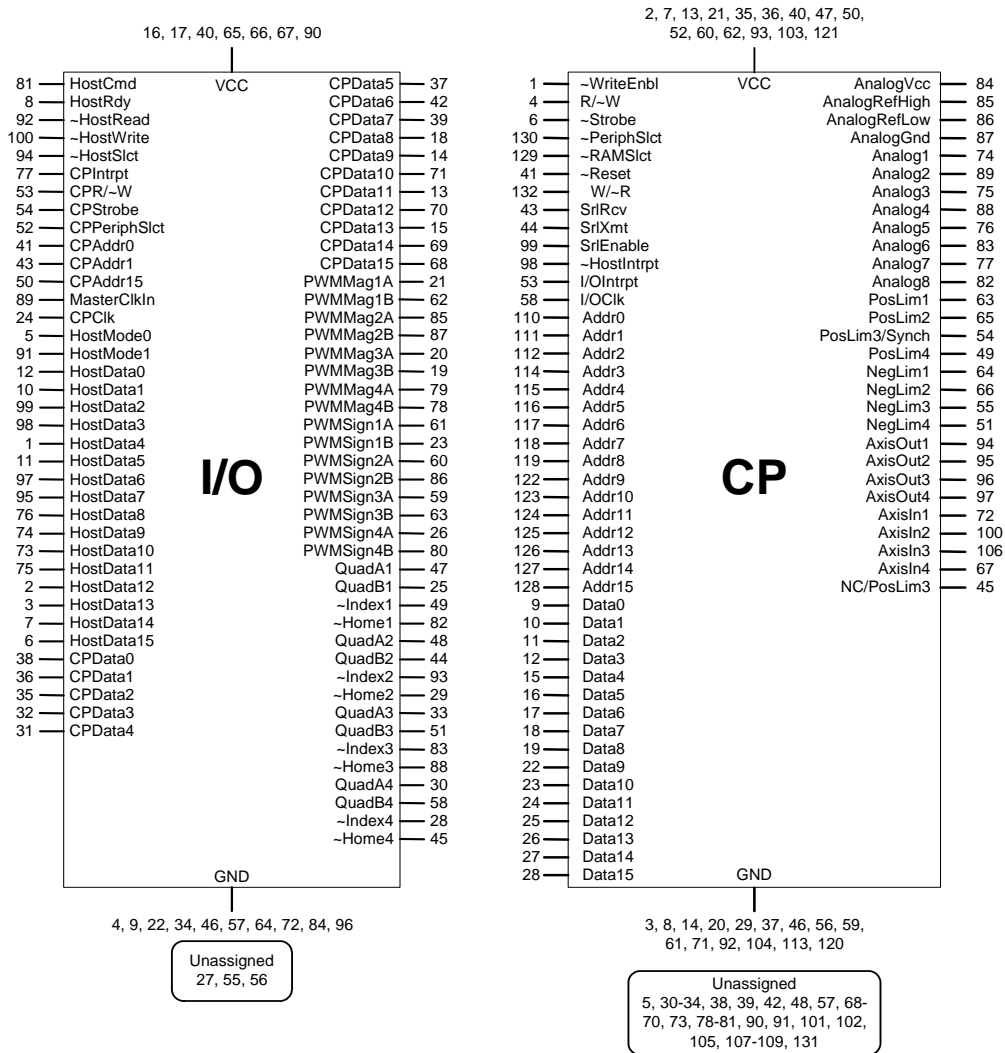 16, 17, 40, 65, 66, 67, 90
VCC
81 HostCmd
8 HostRdy
92 ~HostRead
100 ~HostWrite
94 ~HostSlct
77 CPIntrpt
53 CPR/~W
54 CPStrobe
52 CPPeriphSlct
41 CPAddr0
43 CPAddr1
50 CPAddr15
89 MasterClkIn
24 CPClk
5 HostMode0
91 HostMode1
12 HostData0
10 HostData1
99 HostData2
98 HostData3
1 HostData4
11 HostData5
97 HostData6
95 HostData7
76 HostData8
74 HostData9
73 HostData10
75 HostData11
2 HostData12
3 HostData13
7 HostData14
6 HostData15
38 CPData0
36 CPData1
35 CPData2
32 CPData3
31 CPData4
I/O
CPData5 37
CPData6 42
CPData7 39
CPData8 18
CPData9 14
CPData10 71
CPData11 13
CPData12 70
CPData13 15
CPData14 69
CPData15 68
PWMMag1A 21
PWMMag1B 62
PWMMag2A 85
PWMMag2B 87
PWMMag3A 20
PWMMag3B 19
PWMMag4A 79
PWMMag4B 78
PWMSign1A 61
PWMSign1B 23
PWMSign2A 60
PWMSign2B 86
PWMSign3A 59
PWMSign3B 63
PWMSign4A 26
PWMSign4B 80
QuadA1 47
QuadB1 25
~Index1 49
~Home1 82
QuadA2 48
QuadB2 44
~Index2 93
~Home2 29
QuadA3 33
QuadB3 51
~Index3 83
~Home3 88
QuadA4 30
QuadB4 58
~Index4 28
~Home4 45
GND
4, 9, 22, 34, 46, 57, 64, 72, 84, 96
Unassigned
27, 55, 56
2, 7, 13, 21, 35, 36, 40, 47, 50,
52, 60, 62, 93, 103, 121
VCC
1 ~WriteEnbl
4 R/~W
6 ~Strobe
130 ~PeriphSlct
129 ~RAMSlct
41 ~Reset
132 W/~R
43 SrlRcv
44 SrlXmt
99 SrlEnable
98 ~HostIntrpt
53 I/OIntrpt
58 I/OClk
110 Addr0
111 Addr1
112 Addr2
114 Addr3
115 Addr4
116 Addr5
117 Addr6
118 Addr7
119 Addr8
122 Addr9
123 Addr10
124 Addr11
125 Addr12
126 Addr13
127 Addr14
128 Addr15
9 Data0
10 Data1
11 Data2
12 Data3
15 Data4
16 Data5
17 Data6
18 Data7
19 Data8
22 Data9
23 Data10
24 Data11
25 Data12
26 Data13
27 Data14
28 Data15
CP
AnalogVcc 84
AnalogRefHigh 85
AnalogRefLow 86
AnalogGnd 87
Analog1 74
Analog2 89
Analog3 75
Analog4 88
Analog5 76
Analog6 83
Analog7 77
Analog8 82
PosLim1 63
PosLim2 65
PosLim3/Synch 54
PosLim4 49
NegLim1 64
NegLim2 66
NegLim3 55
NegLim4 51
AxisOut1 94
AxisOut2 95
AxisOut3 96
AxisOut4 97
AxisIn1 72
AxisIn2 100
AxisIn3 106
AxisIn4 67
NC/PosLim3 45
GND
3, 8, 14, 20, 29, 37, 46, 56, 59,
61, 71, 92, 104, 113, 120
Unassigned
5, 30-34, 38, 39, 42, 48, 57, 68-
70, 73, 78-81, 90, 91, 101, 102,
105, 107-109, 131